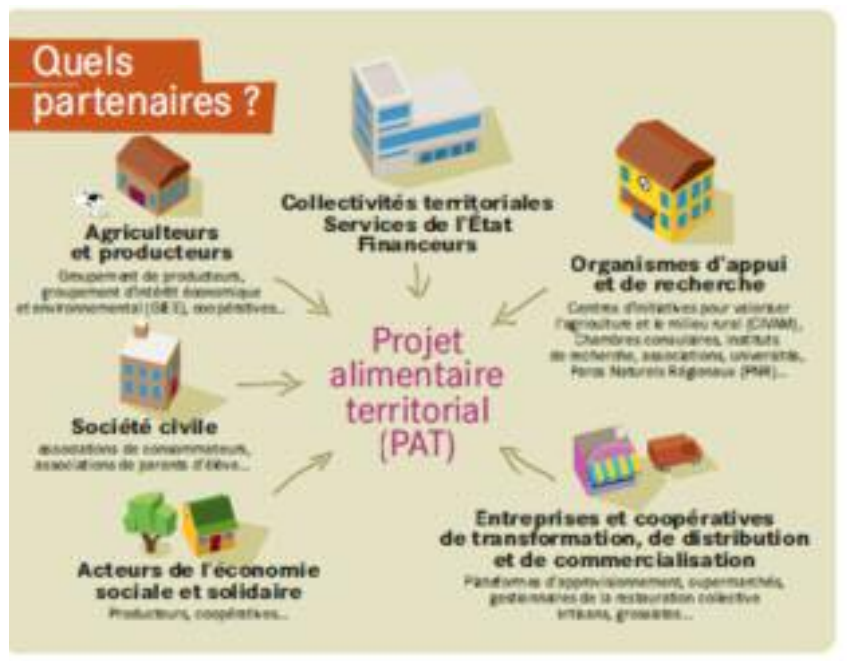 Quels
partenaires ?
Collectivités territoriales
Services de l'État
Financeurs
Agriculteurs
et producteurs
Groupement de producteurs,
groupement d'intérêt économique
et environnemental (GIEE), coopératives...
Organismes d'appui
et de recherche
Centres d'initiatives pour valoriser
l'agriculture et le milieu rural (CIVAM),
Chambres consulaires, instituts
de recherche, associations, universités,
Parcs Naturels Régionaux (PNR)...
Projet
alimentaire
territorial
(PAT)
Société civile
associations de consommateurs,
associations de parents d'élève...
Acteurs de l'économie
sociale et solidaire
Producteurs, coopératives...
Entreprises et coopératives
de transformation, de distribution
et de commercialisation
Plateformes d'approvisionnement, supermarchés,
gestionnaires de la restauration collective
artisans, grossistes...